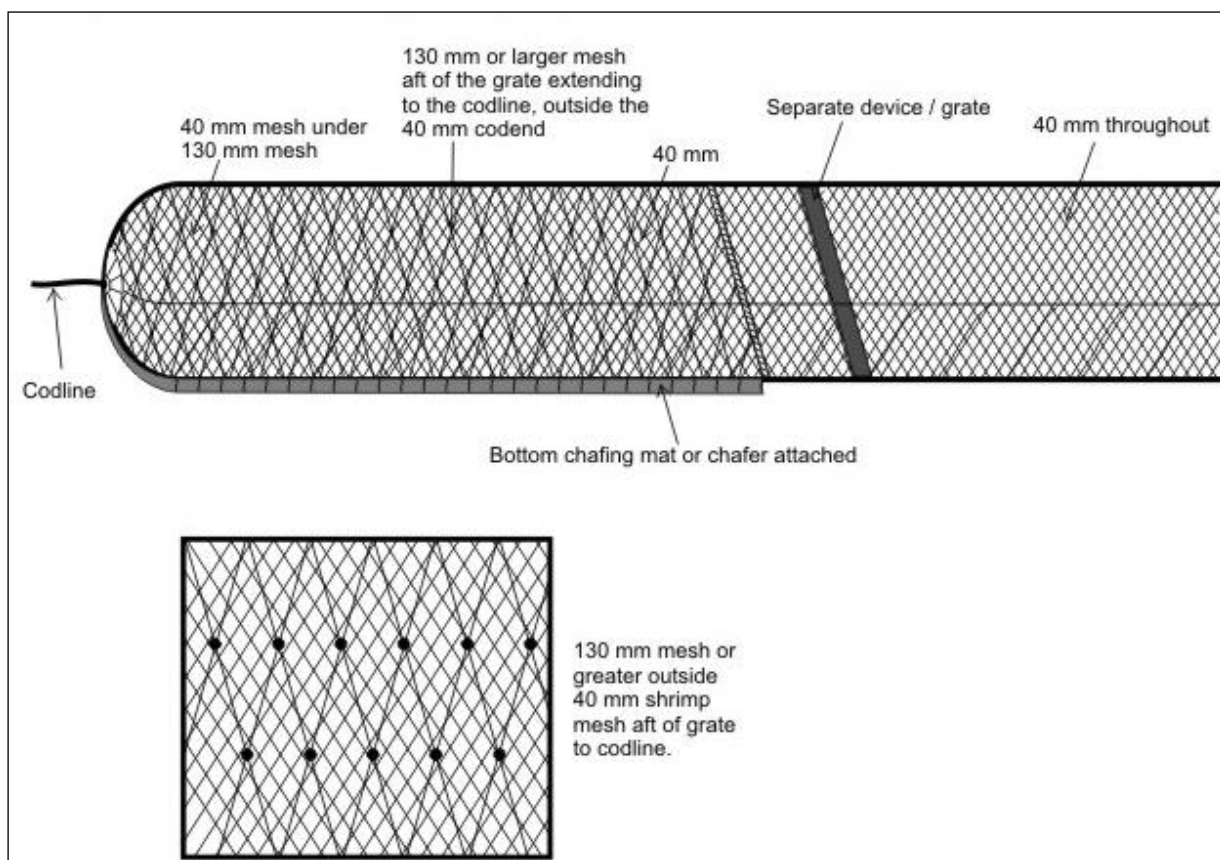 130 mm or larger mesh
aft of the grate extending
to the codline, outside the
40 mm codend
40 mm mesh under
130 mm mesh
40 mm
Separate device / grate
40 mm throughout
Codline
Bottom chafing mat or chafer attached
130 mm mesh or
greater outside
40 mm shrimp
mesh aft of grate
to codline.